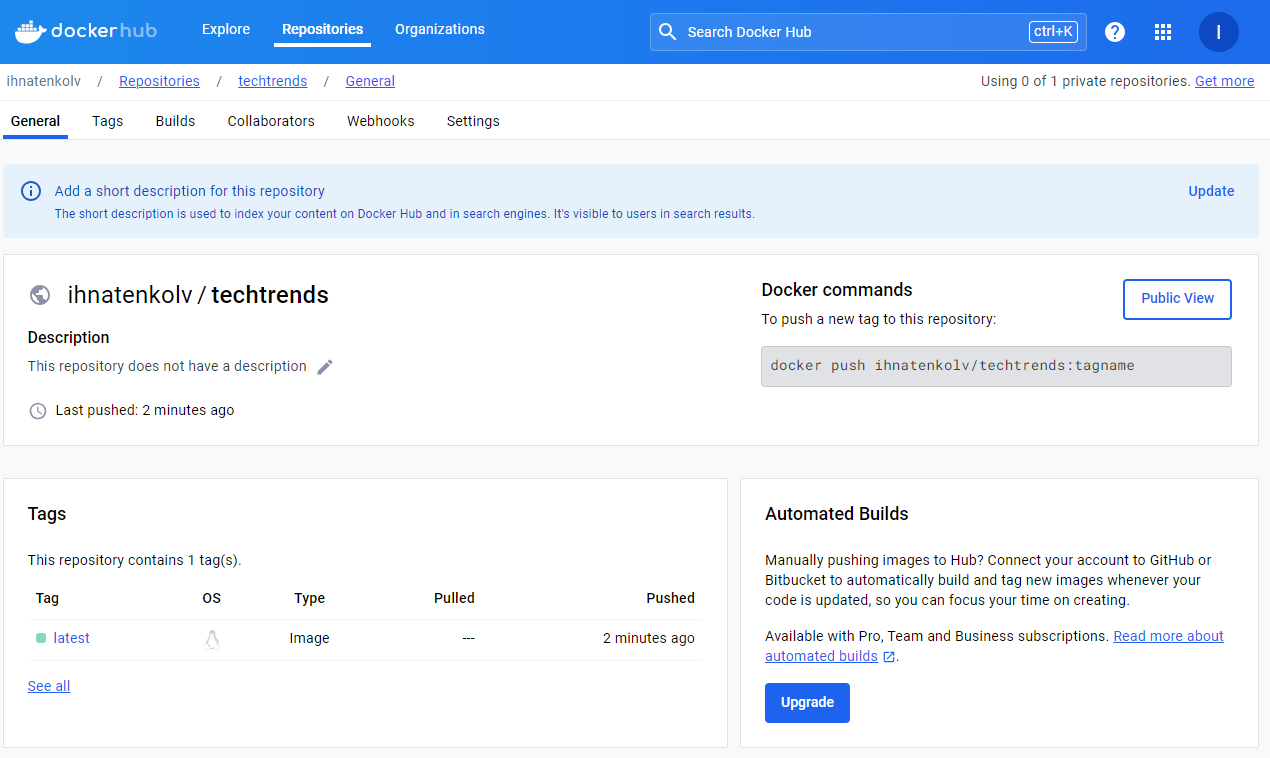 dockerhub Explore Repositories Organizations Search Docker Hub ctrl+K ? I
ihnatenkolv / Repositories / techtrends / General Using 0 of 1 private repositories. Get more
General Tags Builds Collaborators Webhooks Settings
Add a short description for this repository Update
The short description is used to index your content on Docker Hub and in search engines. It's visible to users in search results.
ihnatenkolv / techtrends
Description
This repository does not have a description
Last pushed: 2 minutes ago
Docker commands
Public View
To push a new tag to this repository:
docker push ihnatenkolv/techtrends:tagname
Tags
This repository contains 1 tag(s).
Tag OS Type Pulled Pushed
latest Image --- 2 minutes ago
See all
Automated Builds
Manually pushing images to Hub? Connect your account to GitHub or
Bitbucket to automatically build and tag new images whenever your
code is updated, so you can focus your time on creating.
Available with Pro, Team and Business subscriptions. Read more about
automated builds .
Upgrade